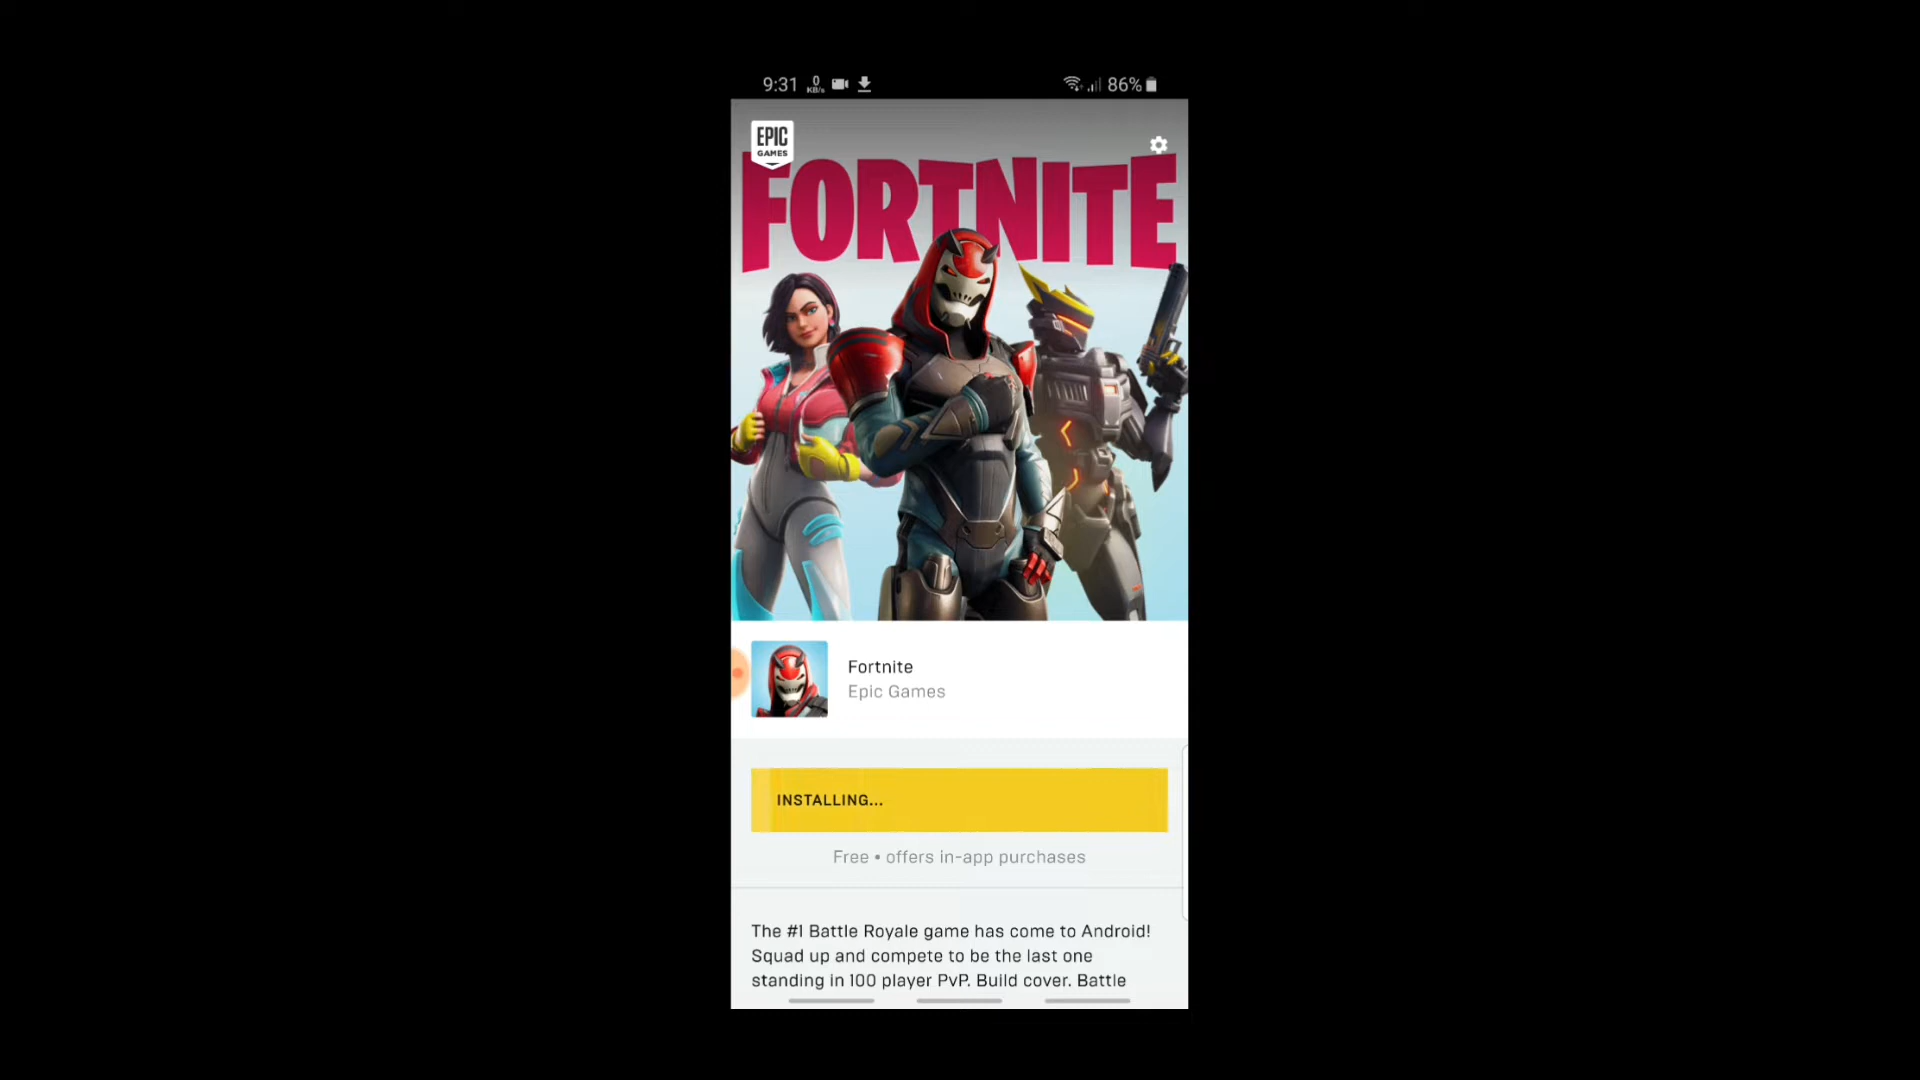 9:31 0 KB/s 86%
EPIC
GAMES
FORTNITE
Fortnite
Epic Games
INSTALLING...
Free • offers in-app purchases
The #1 Battle Royale game has come to Android!
Squad up and compete to be the last one
standing in 100 player PvP. Build cover. Battle